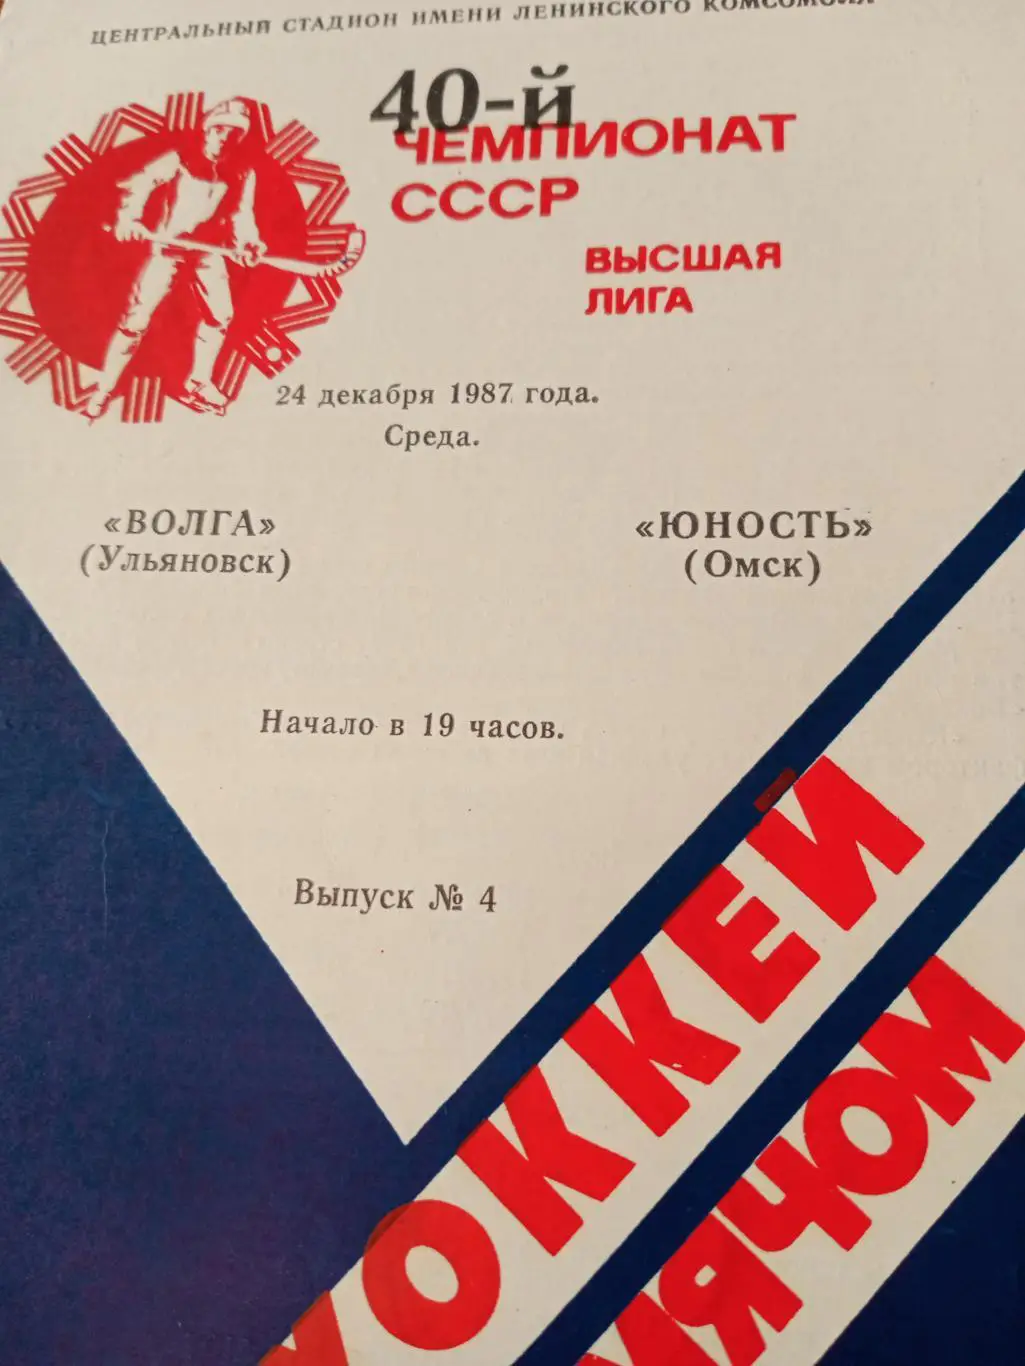 ЦЕНТРАЛЬНЫЙ СТАДИОН ИМЕНИ ЛЕНИНСКОГО КОМСОМОЛА
40-й
ЧЕМПИОНАТ
СССР
ВЫСШАЯ
ЛИГА
24 декабря 1987 года.
Среда.
«ВОЛГА»
(Ульяновск)
«ЮНОСТЬ»
(Омск)
Начало в 19 часов.
Выпуск № 4
ХОККЕЙ
МЯЧОМ